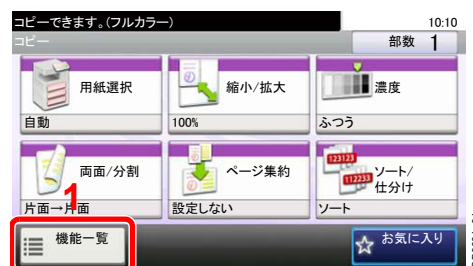 コピーできます。(フルカラー)
10:10
コピー
部数 1
用紙選択
自動
縮小/拡大
100%
濃度
ふつう
両面/分割
片面→片面
1
ページ集約
設定しない
123123
112233
ソート/
仕分け
ソート
機能一覧
お気に入り